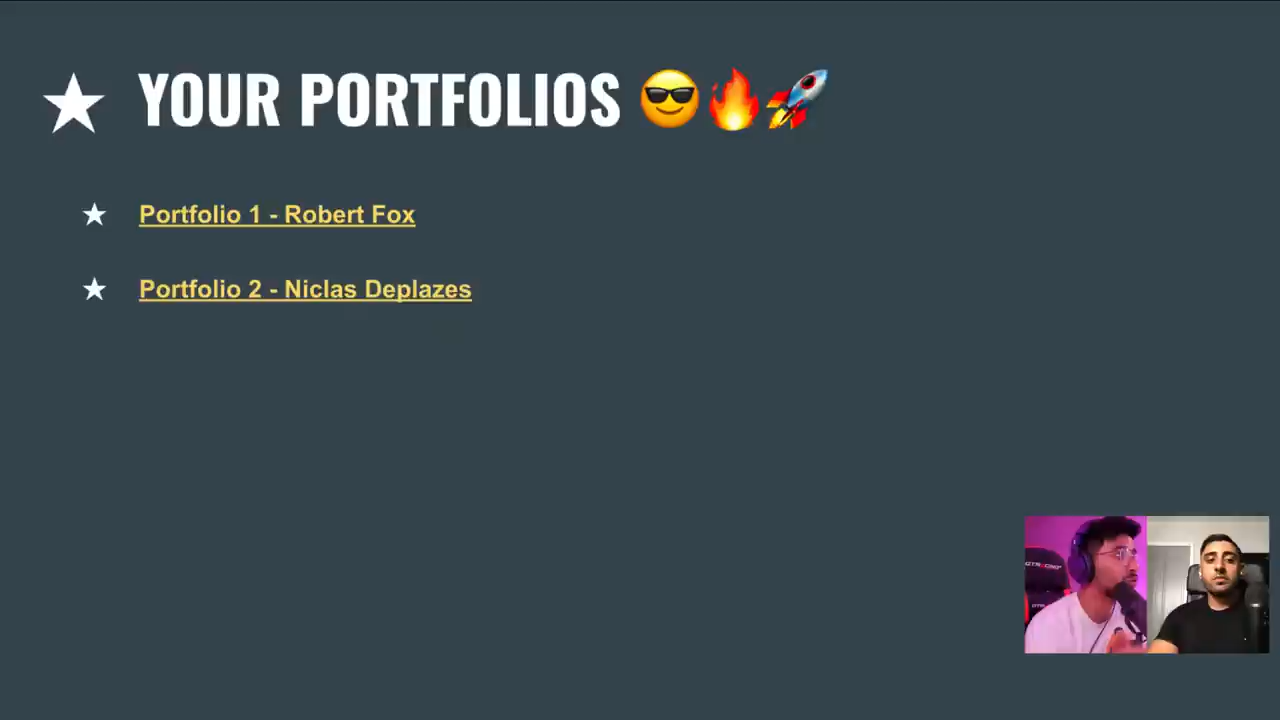 ★ YOUR PORTFOLIOS 😎🔥🚀
★ Portfolio 1 - Robert Fox
★ Portfolio 2 - Niclas Deplazes